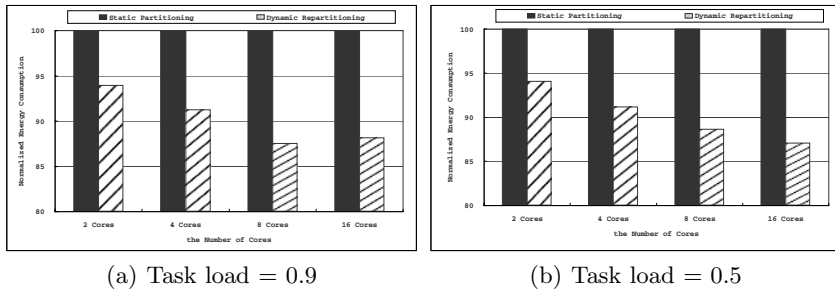 Static Partitioning Dynamic Repartitioning
Normalized Energy Consumption
100
95
90
85
80
2 Cores 4 Cores 8 Cores 16 Cores
the Number of Cores
(a) Task load = 0.9
Static Partitioning Dynamic Repartitioning
Normalized Energy Consumption
100
95
90
85
80
2 Cores 4 Cores 8 Cores 16 Cores
the Number of Cores
(b) Task load = 0.5